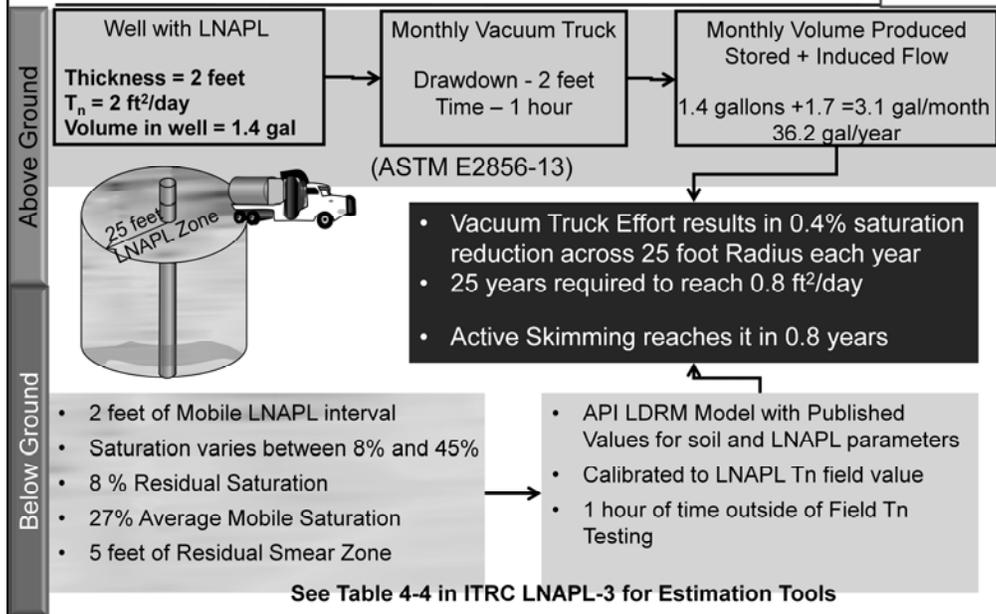 Above Ground
Well with LNAPL
Thickness = 2 feet
Tn = 2 ft²/day
Volume in well = 1.4 gal
Monthly Vacuum Truck
Drawdown - 2 feet
Time – 1 hour
Monthly Volume Produced
Stored + Induced Flow
1.4 gallons +1.7 =3.1 gal/month
36.2 gal/year
(ASTM E2856-13)
25 feet
LNAPL Zone
• Vacuum Truck Effort results in 0.4% saturation
reduction across 25 foot Radius each year
• 25 years required to reach 0.8 ft²/day
• Active Skimming reaches it in 0.8 years
Below Ground
• 2 feet of Mobile LNAPL interval
• Saturation varies between 8% and 45%
• 8 % Residual Saturation
• 27% Average Mobile Saturation
• 5 feet of Residual Smear Zone
• API LDRM Model with Published
Values for soil and LNAPL parameters
• Calibrated to LNAPL Tn field value
• 1 hour of time outside of Field Tn
Testing
See Table 4-4 in ITRC LNAPL-3 for Estimation Tools